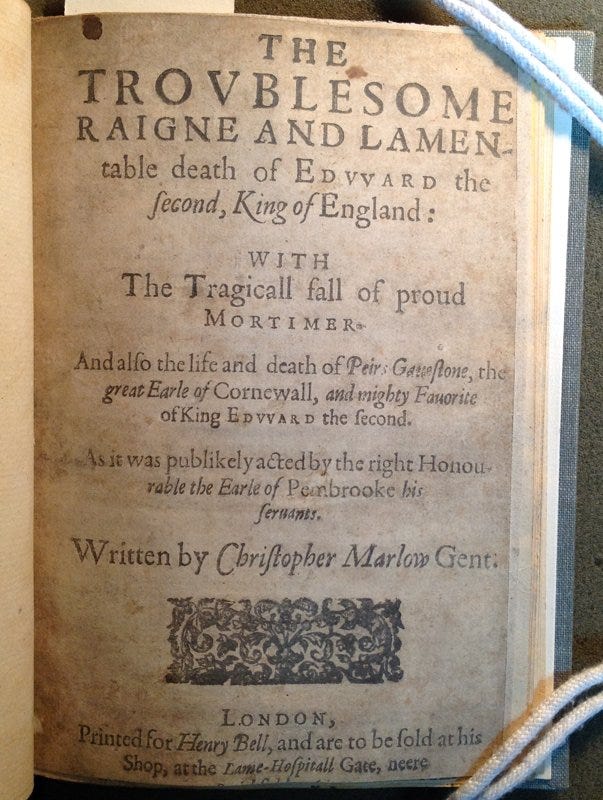 THE
TROVBLESOME
RAIGNE AND LAMEN-
table death of EDVVARD the
ſecond, King of England:
WITH
The Tragicall fall of proud
MORTIMER.
And alſo the life and death of Peirs Gaueſtone, the
great Earle of Cornewall, and mighty Fauorite
of King EDVVARD the ſecond.
As it was publikely acted by the right Honou-
rable the Earle of Pembrooke his
ſeruants.
Written by Chriſtopher Marlow Gent.
LONDON,
Printed for Henry Bell, and are to be ſold at his
Shop, at the Lame-Hoſpitall Gate, neere